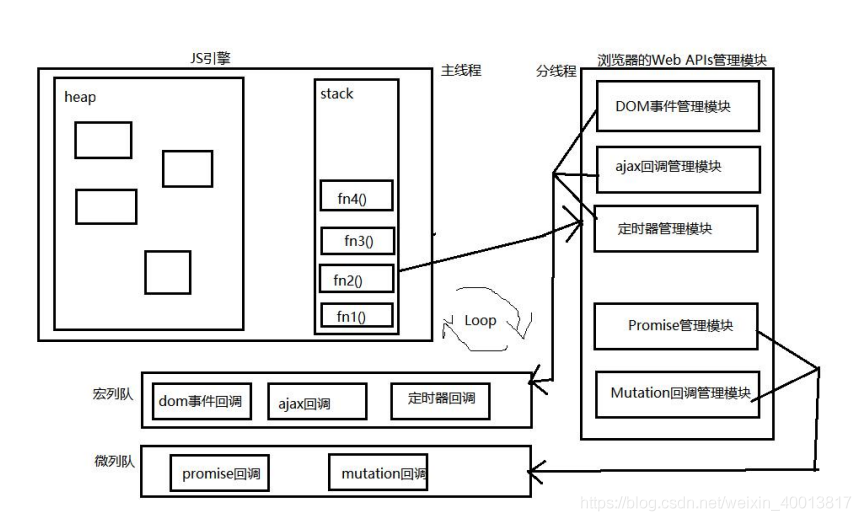 JS引擎
主线程
分线程
浏览器的Web APIs管理模块
heap
stack
fn4()
fn3()
fn2()
fn1()
Loop
DOM事件管理模块
ajax回调管理模块
定时器管理模块
Promise管理模块
Mutation回调管理模块
宏列队
dom事件回调
ajax回调
定时器回调
微列队
promise回调
mutation回调
https://blog.csdn.net/weixin_40013817